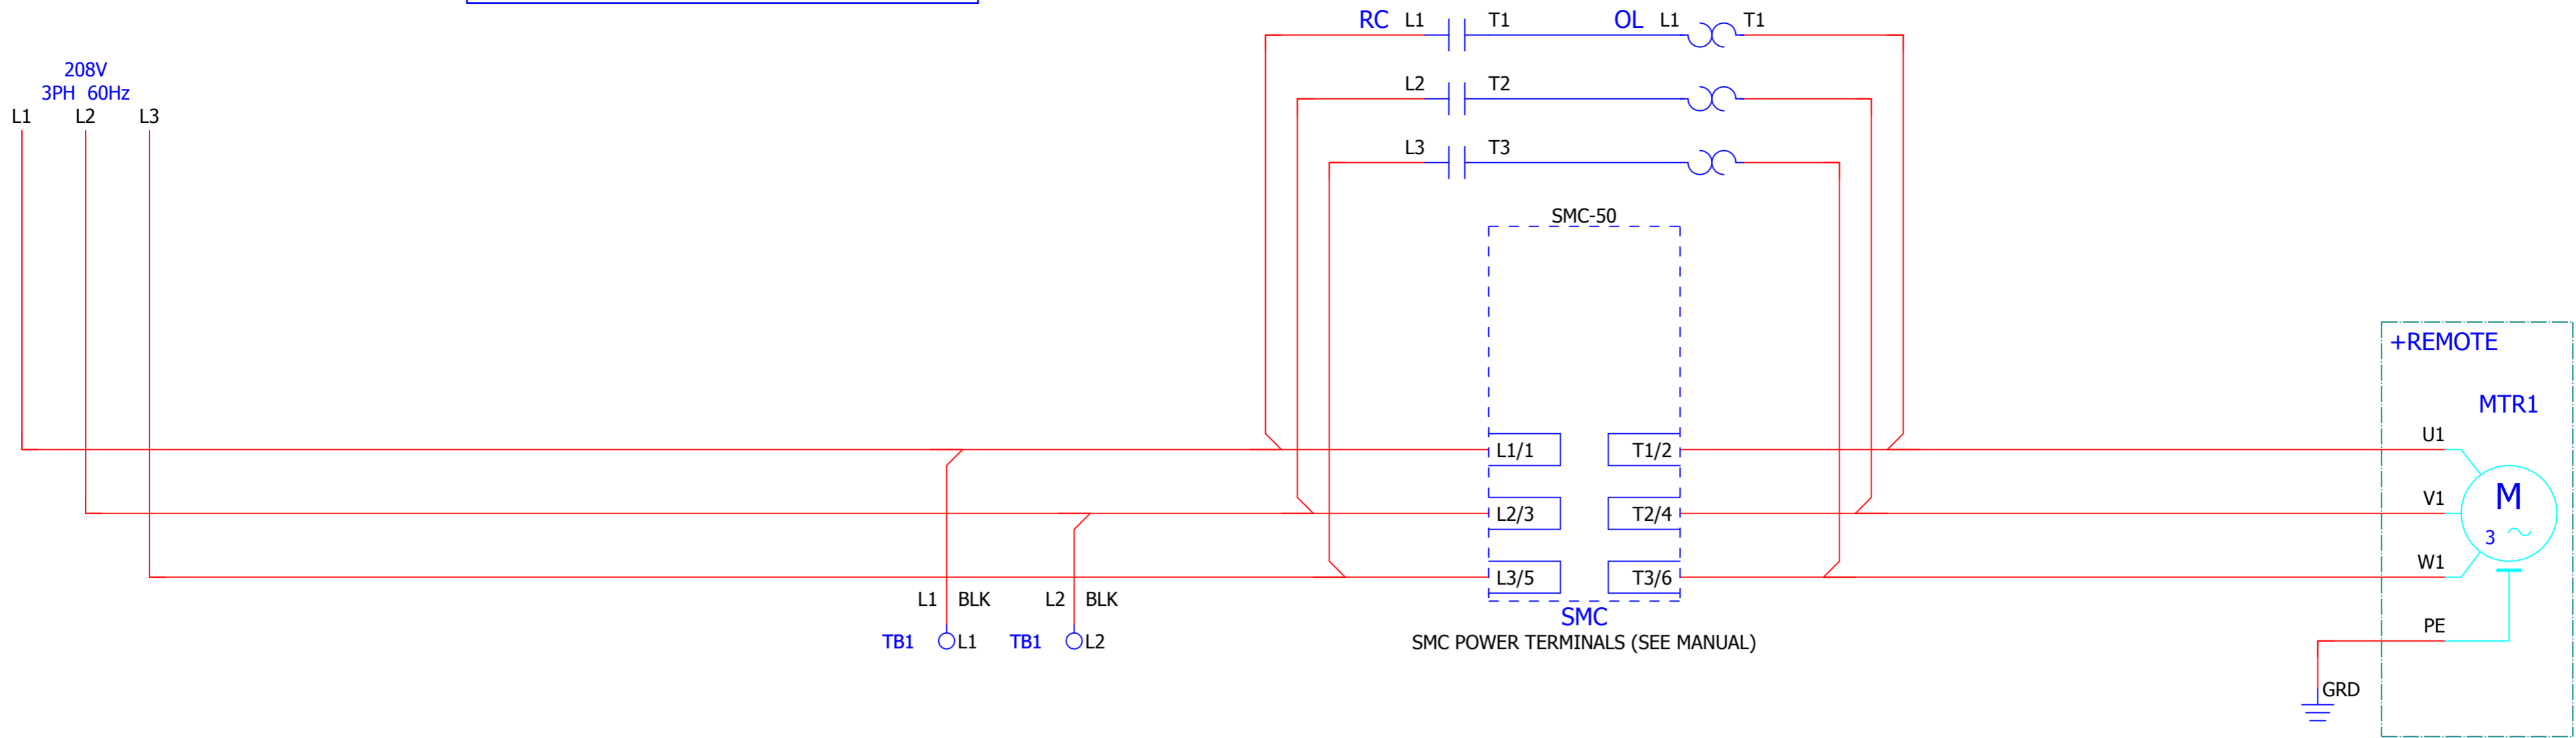 RC L1 T1 OL L1 T1
208V
3PH 60Hz
L1 L2 L3
L2 T2
L3 T3
SMC-50
+REMOTE
MTR1
U1
L1/1 T1/2
V1 M
L2/3 T2/4
3
W1
L3/5 T3/6
L1 BLK L2 BLK
SMC
PE
TB1 L1 TB1 L2
SMC POWER TERMINALS (SEE MANUAL)
GRD